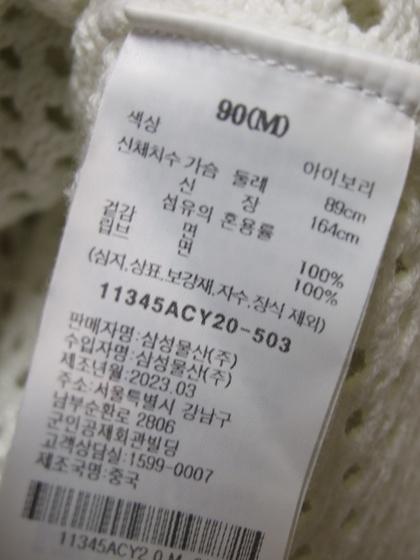 90(M)
색상 아이보리
신체치수 가슴 둘레 89cm
신 장 164cm
섬유의 혼용률
겉감 면 100%
립브 면 100%
(심지,상표,보강재,자수,장식 제외)
11345ACY20-503
판매자명:삼성물산(주)
수입자명:삼성물산(주)
제조년월:2023.03
주소:서울특별시 강남구
남부순환로 2806
군인공제회관빌딩
고객상담실:1599-0007
제조국명:중국
11345ACY2 0 M